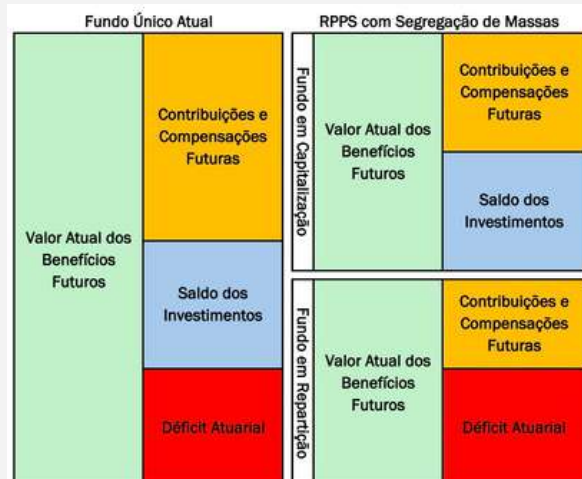 Fundo Único Atual
Valor Atual dos
Benefícios
Futuros
Contribuições e
Compensações
Futuras
Saldo dos
Investimentos
Déficit Atuarial
RPPS com Segregação de Massas
Fundo em Capitalização
Valor Atual dos
Benefícios
Futuros
Contribuições e
Compensações
Futuras
Saldo dos
Investimentos
Fundo em Repartição
Valor Atual dos
Benefícios
Futuros
Contribuições e
Compensações
Futuras
Déficit Atuarial